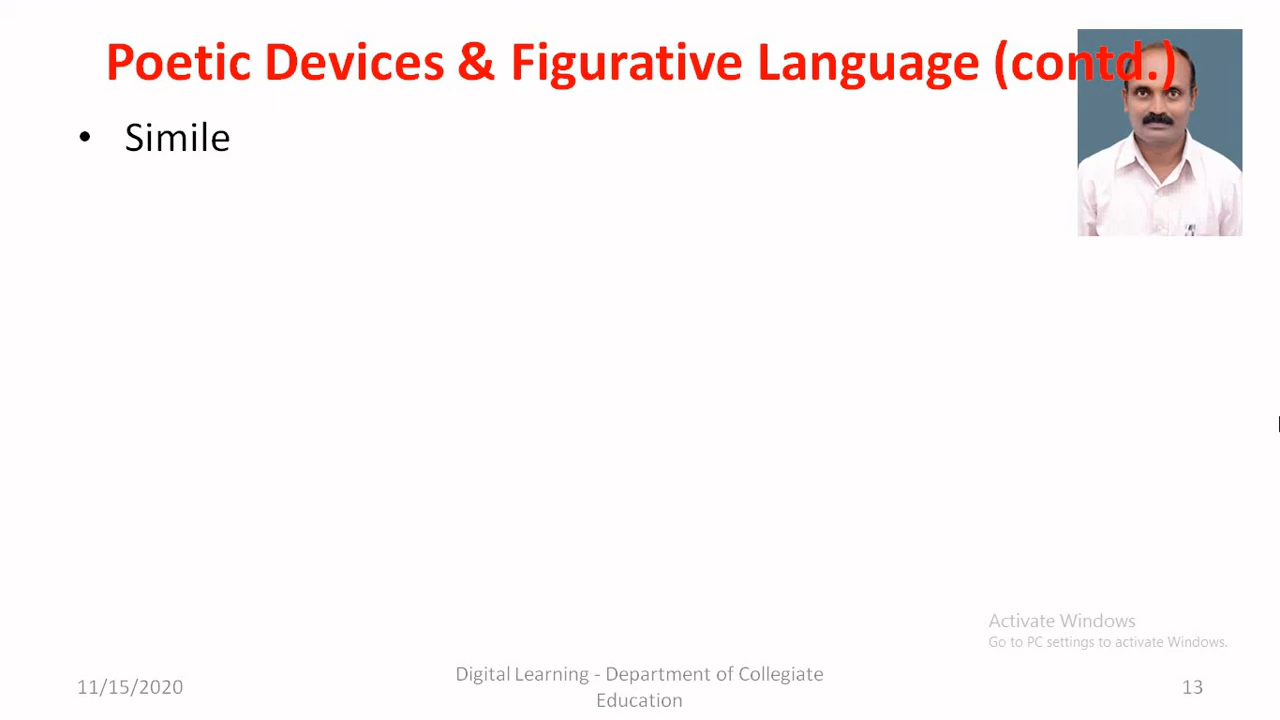 Poetic Devices & Figurative Language (contd.)
• Simile
Activate Windows
Go to PC settings to activate Windows.
11/15/2020
Digital Learning - Department of Collegiate
Education
13